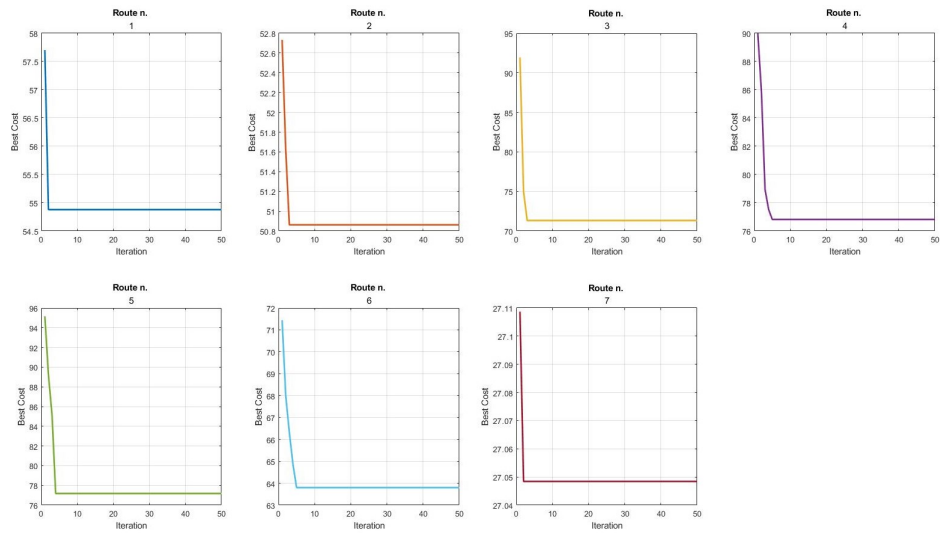 Route n.
1
58
57.5
57
56.5
56
55.5
55
54.5
Best Cost
0 10 20 30 40 50
Iteration
Route n.
2
52.8
52.6
52.4
52.2
52
51.8
51.6
51.4
51.2
51
50.8
Best Cost
0 10 20 30 40 50
Iteration
Route n.
3
95
90
85
80
75
70
Best Cost
0 10 20 30 40 50
Iteration
Route n.
4
90
88
86
84
82
80
78
76
Best Cost
0 10 20 30 40 50
Iteration
Route n.
5
96
94
92
90
88
86
84
82
80
78
76
Best Cost
0 10 20 30 40 50
Iteration
Route n.
6
72
71
70
69
68
67
66
65
64
63
Best Cost
0 10 20 30 40 50
Iteration
Route n.
7
27.11
27.1
27.09
27.08
27.07
27.06
27.05
27.04
Best Cost
0 10 20 30 40 50
Iteration